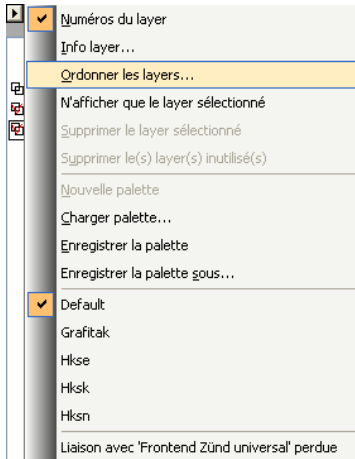 Numéros du layer
Info layer...
Ordonner les layers...
N'afficher que le layer sélectionné
Supprimer le layer sélectionné
Supprimer le(s) layer(s) inutilisé(s)
Nouvelle palette
Charger palette...
Enregistrer la palette
Enregistrer la palette sous...
Default
Grafitak
Hkse
Hksk
Hksn
Liaison avec 'Frontend Zünd universal' perdue